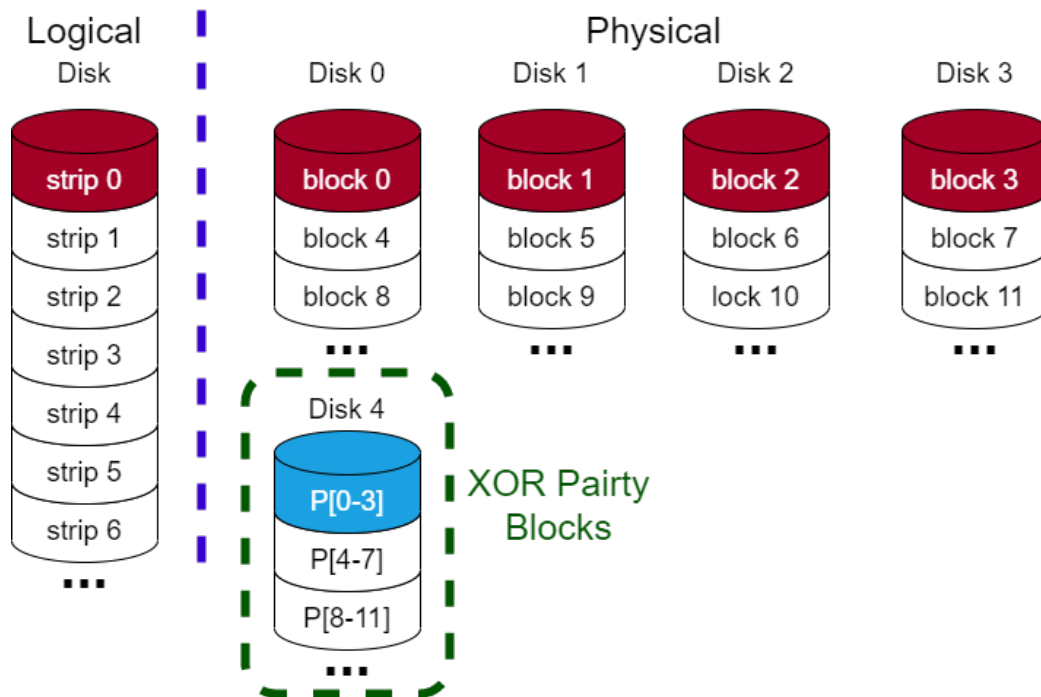 Logical
Physical
Disk
Disk 0
Disk 1
Disk 2
Disk 3
strip 0
block 0
block 1
block 2
block 3
strip 1
block 4
block 5
block 6
block 7
strip 2
block 8
block 9
lock 10
block 11
strip 3
...
...
...
...
strip 4
Disk 4
strip 5
P[0-3]
XOR Pairty
Blocks
strip 6
P[4-7]
...
P[8-11]
...